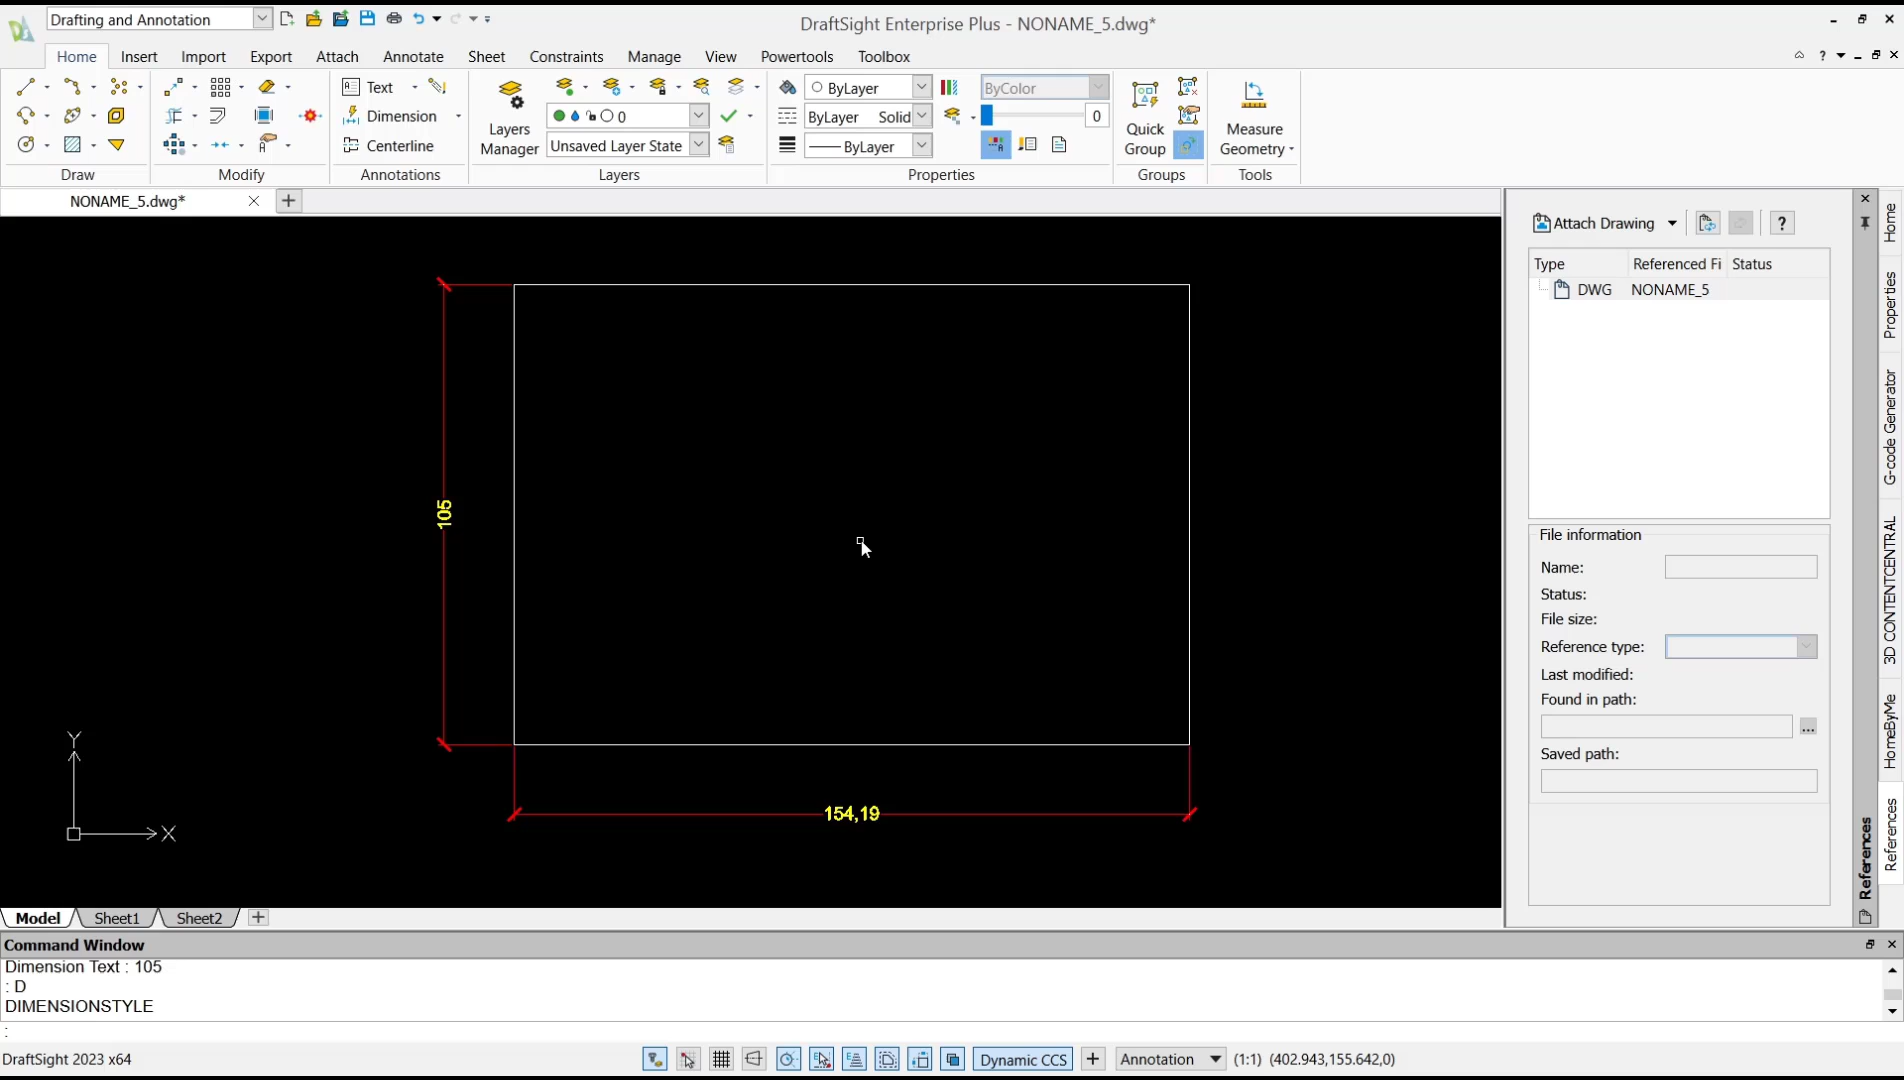 Drafting and Annotation
DraftSight Enterprise Plus - NONAME_5.dwg*
Home Insert Import Export Attach Annotate Sheet Constraints Manage View Powertools Toolbox
?
Text
Dimension
Centerline
Layers
Manager
0
Unsaved Layer State
ByLayer
ByLayer Solid
ByLayer
ByColor
0
Quick
Group
Measure
Geometry
Draw Modify Annotations Layers Properties Groups Tools
NONAME_5.dwg*
105
154,19
Y
X
Attach Drawing
?
Type Referenced Fi Status
DWG NONAME_5
File information
Name:
Status:
File size:
Reference type:
Last modified:
Found in path:
...
Saved path:
References
Home
Properties
G-code Generator
3D CONTENTCENTRAL
HomeByMe
References
Model Sheet1 Sheet2
Command Window
Dimension Text : 105
: D
DIMENSIONSTYLE
:
DraftSight 2023 x64
Dynamic CCS
Annotation
(1:1) (402.943,155.642,0)